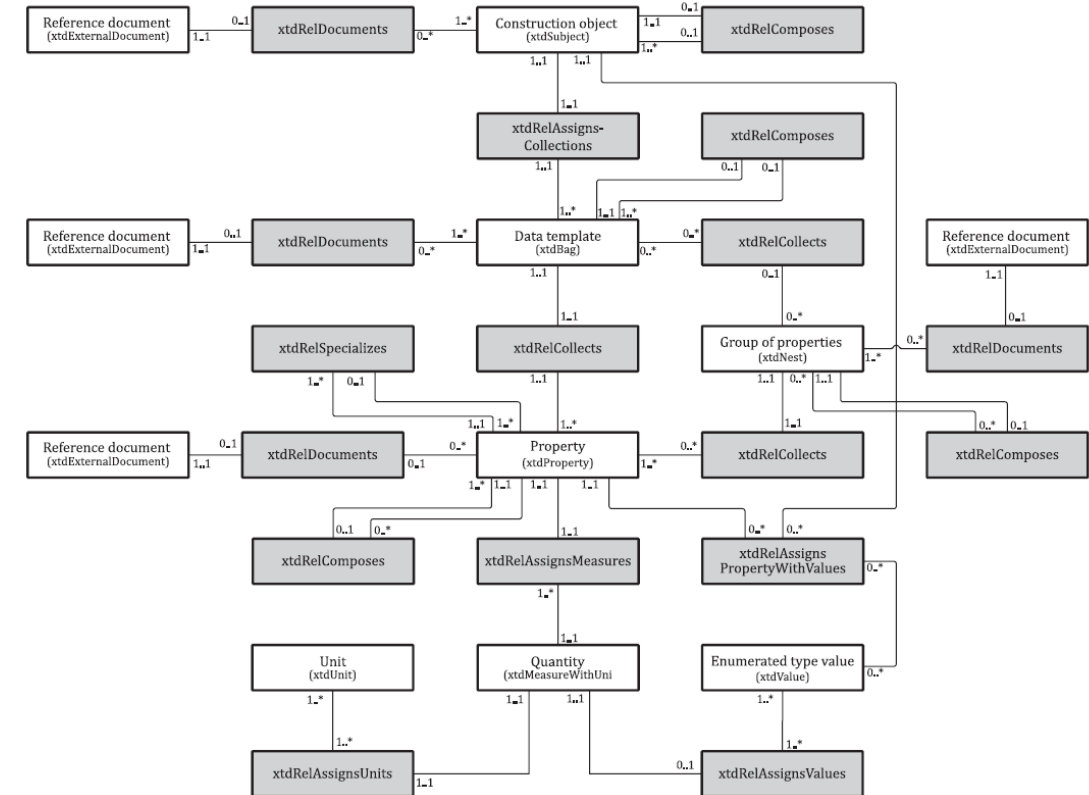 Reference document
(xtdExternalDocument)
1..1
0..1
xtdRelDocuments
0..*
1..*
Construction object
(xtdSubject)
1..1
0..1
0..1
1..*
xtdRelComposes
1..1
1..1
1..1
xtdRelAssigns-
Collections
xtdRelComposes
1..1
0..1
0..1
1..*
1..1
1..*
Reference document
(xtdExternalDocument)
1..1
0..1
xtdRelDocuments
0..*
1..*
Data template
(xtdBag)
0..*
0..*
xtdRelCollects
Reference document
(xtdExternalDocument)
1..1
0..1
1..1
1..1
0..*
0..1
xtdRelSpecializes
xtdRelCollects
Group of properties
(xtdNest)
1..*
0..*
xtdRelDocuments
1..*
0..1
1..1
1..1
0..*
1..1
1..1
1..*
1..*
1..1
0..*
0..1
Reference document
(xtdExternalDocument)
1..1
0..1
xtdRelDocuments
0..1
0..*
Property
(xtdProperty)
1..*
0..*
xtdRelCollects
xtdRelComposes
1..*
1..1
1..1
1..1
0..1
0..*
1..1
0..*
0..*
xtdRelComposes
xtdRelAssignsMeasures
xtdRelAssigns
PropertyWithValues
0..*
1..*
1..1
Unit
(xtdUnit)
Quantity
(xtdMeasureWithUni
Enumerated type value
(xtdValue)
0..*
1..*
1..1
1..1
1..*
1..*
1..*
xtdRelAssignsUnits
1..1
0..1
xtdRelAssignsValues